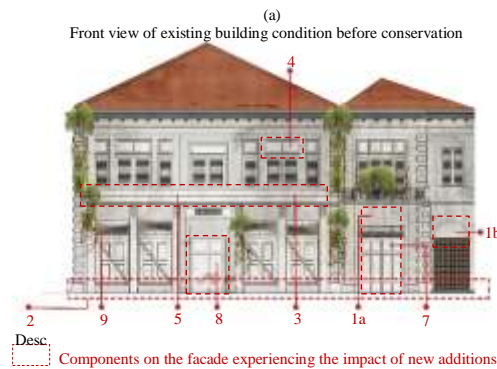 (a)
Front view of existing building condition before conservation
4
1b
2
9
5
8
3
1a
7
Desc
Components on the facade experiencing the impact of new additions